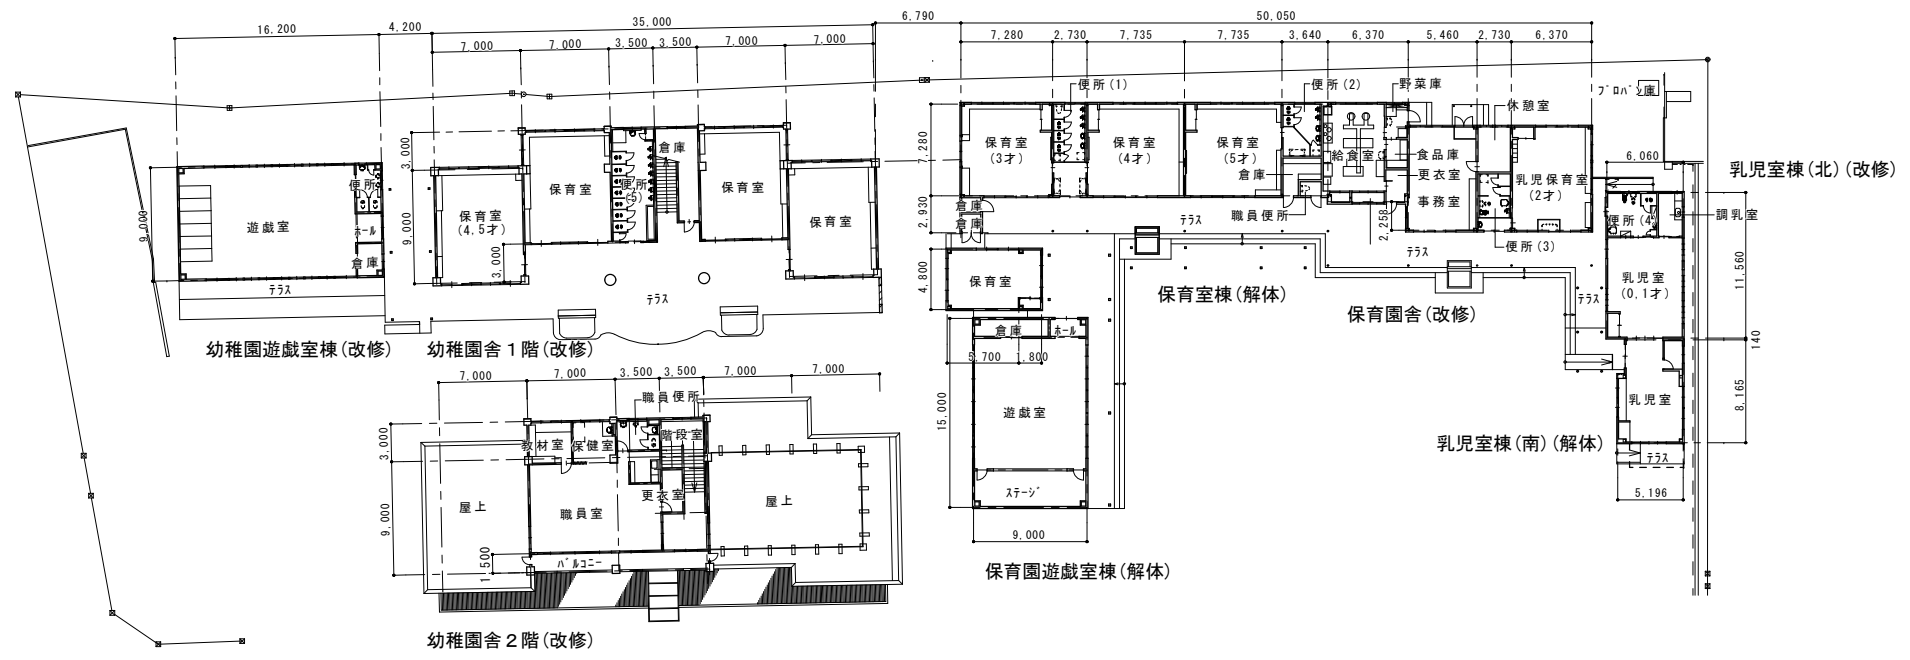 16,200
4,200
35,000
6,790
50,050
7,000
7,000
3,500
3,500
7,000
7,000
7,280
2,730
7,735
7,735
3,640
6,370
5,460
2,730
6,370
便所(1)
便所(2)
野菜庫
休憩室
プロパン庫
3,000
9,000
9,000
3,000
遊戯室
便所
ホール
倉庫
テラス
保育室
(4,5才)
保育室
便所
(5)
倉庫
保育室
保育室
テラス
幼稚園遊戯室棟(改修)
幼稚園舎1階(改修)
7,280
2,930
保育室
(3才)
保育室
(4才)
保育室
(5才)
倉庫
給食室
食品庫
更衣室
事務室
乳児保育室
(2才)
倉庫
倉庫
テラス
職員便所
2,258
テラス
便所(3)
4,800
保育室
保育室棟(解体)
保育園舎(改修)
6,060
乳児室棟(北)(改修)
便所(4
調乳室
乳児室
(0,1才)
テラス
11,560
140
8,165
乳児室
乳児室棟(南)(解体)
テラス
5,196
倉庫
ホール
5,700
1,800
15,000
遊戯室
ステージ
9,000
保育園遊戯室棟(解体)
7,000
7,000
3,500
3,500
7,000
7,000
職員便所
3,000
9,000
1,500
教材室
保健室
階段室
屋上
職員室
更衣室
屋上
バルコニー
幼稚園舎2階(改修)